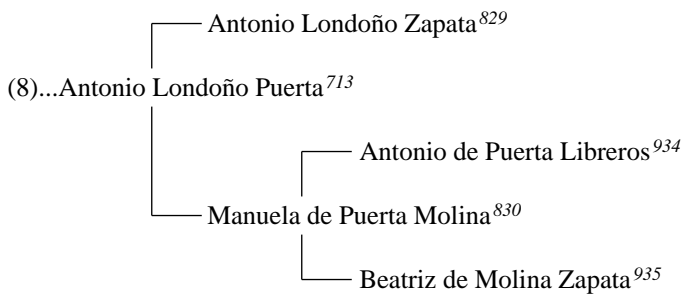 Antonio Londoño Zapata829
(8)...Antonio Londoño Puerta713
Antonio de Puerta Libreros934
Manuela de Puerta Molina830
Beatriz de Molina Zapata935